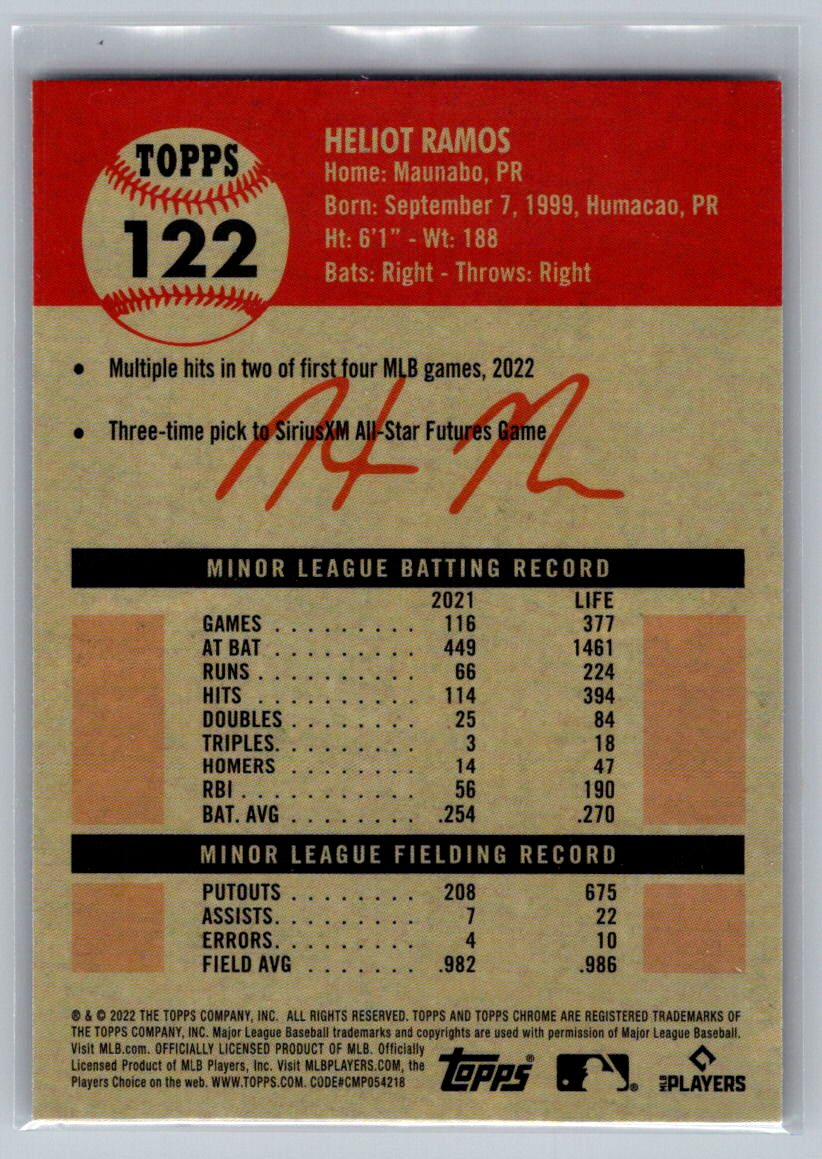 TOPPS
122
HELIOT RAMOS
Home: Maunabo, PR
Born: September 7, 1999, Humacao, PR
Ht: 6'1" - Wt: 188
Bats: Right - Throws: Right
• Multiple hits in two of first four MLB games, 2022
• Three-time pick to SiriusXM All-Star Futures Game
MINOR LEAGUE BATTING RECORD
2021 LIFE
GAMES . . . . . . . . . 116 377
AT BAT . . . . . . . . . 449 1461
RUNS . . . . . . . . . . 66 224
HITS . . . . . . . . . . 114 394
DOUBLES . . . . . . . . 25 84
TRIPLES. . . . . . . . . 3 18
HOMERS . . . . . . . . 14 47
RBI . . . . . . . . . . . 56 190
BAT. AVG . . . . . . . . .254 .270
MINOR LEAGUE FIELDING RECORD
PUTOUTS . . . . . . . . 208 675
ASSISTS. . . . . . . . . 7 22
ERRORS. . . . . . . . . 4 10
FIELD AVG . . . . . . . .982 .986
® & © 2022 THE TOPPS COMPANY, INC. ALL RIGHTS RESERVED. TOPPS AND TOPPS CHROME ARE REGISTERED TRADEMARKS OF
THE TOPPS COMPANY, INC. Major League Baseball trademarks and copyrights are used with permission of Major League Baseball.
Visit MLB.com. OFFICIALLY LICENSED PRODUCT OF MLB. Officially
Licensed Product of MLB Players, Inc. Visit MLBPLAYERS.COM, the
Players Choice on the web. WWW.TOPPS.COM. CODE#CMP054218
Topps®
®
MLB PLAYERS